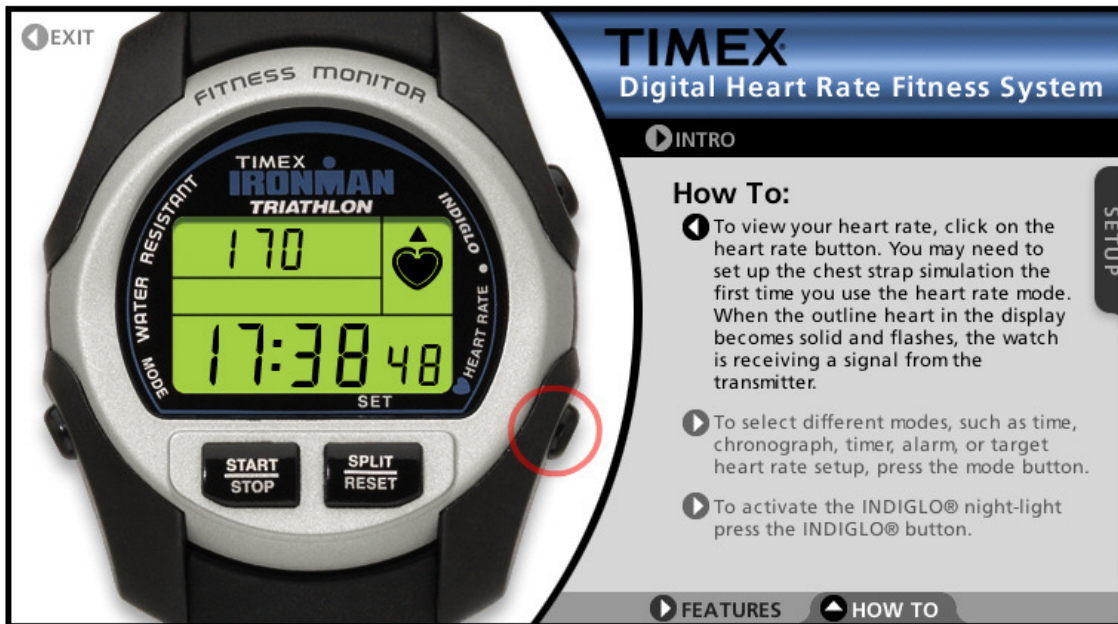 EXIT
FITNESS MONITOR
TIMEX
IRONMAN
TRIATHLON
WATER RESISTANT
INDIGLO
MODE
HEART RATE
170
17:38 48
SET
START
STOP
SPLIT
RESET
TIMEX®
Digital Heart Rate Fitness System
INTRO
How To:
To view your heart rate, click on the
heart rate button. You may need to
set up the chest strap simulation the
first time you use the heart rate mode.
When the outline heart in the display
becomes solid and flashes, the watch
is receiving a signal from the
transmitter.
To select different modes, such as time,
chronograph, timer, alarm, or target
heart rate setup, press the mode button.
To activate the INDIGLO® night-light
press the INDIGLO® button.
SETUP
FEATURES
HOW TO